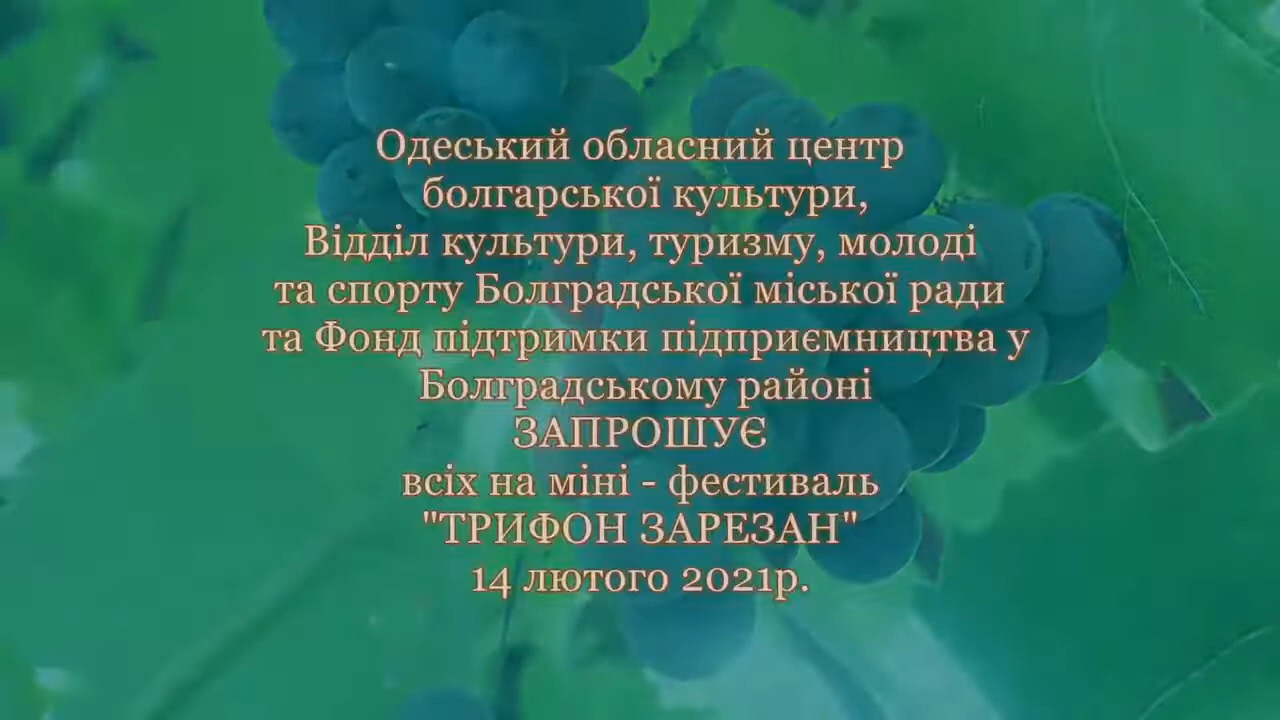 Одеський обласний центр
болгарської культури,
Відділ культури, туризму, молоді
та спорту Болградської міської ради
та Фонд підтримки підприємництва у
Болградському районі
ЗАПРОШУЄ
всіх на міні - фестиваль
"ТРИФОН ЗАРЕЗАН"
14 лютого 2021р.